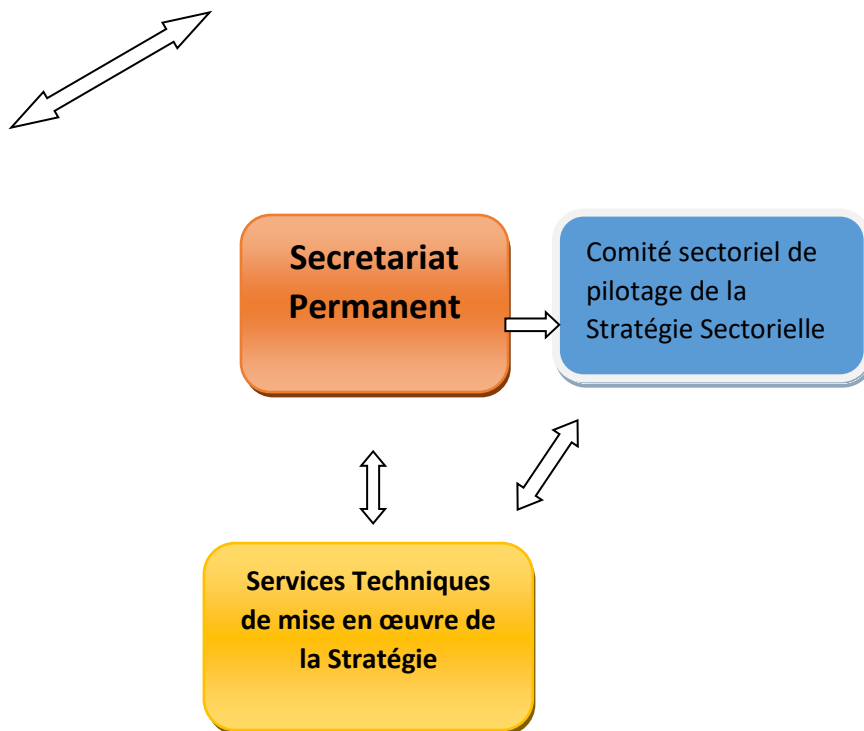 Secretariat
Permanent
Comité sectoriel de
pilotage de la
Stratégie Sectorielle
Services Techniques
de mise en œuvre de
la Stratégie